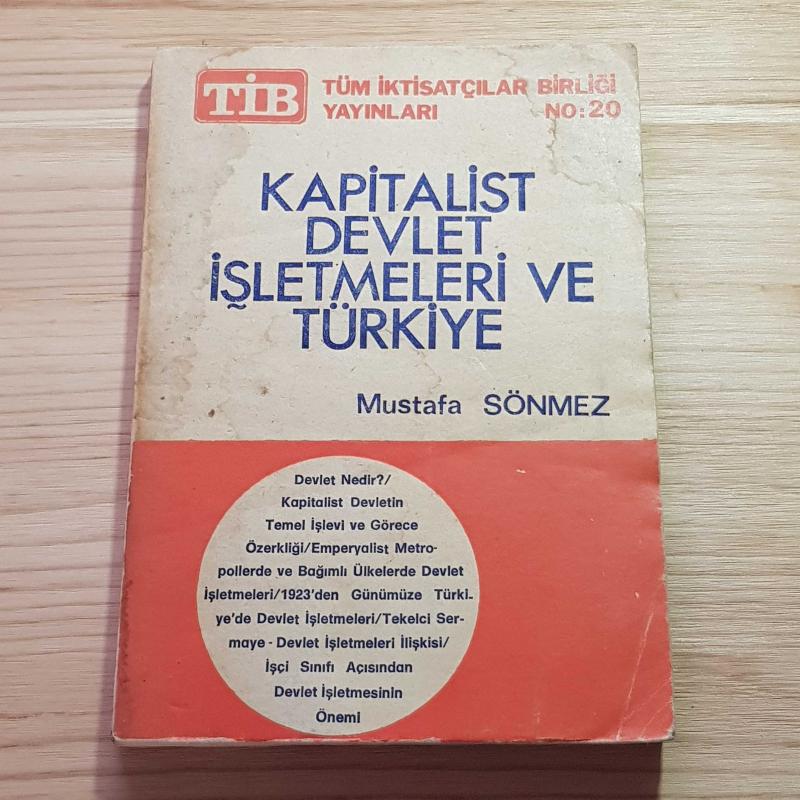 TİB
TÜM İKTİSATÇILAR BİRLİĞİ
YAYINLARI NO:20
KAPİTALİST
DEVLET
İŞLETMELERİ VE
TÜRKİYE
Mustafa SÖNMEZ
Devlet Nedir?/
Kapitalist Devletin
Temel İşlevi ve Görece
Özerkliği/Emperyalist Metro-
pollerde ve Bağımlı Ülkelerde Devlet
İşletmeleri/1923'den Günümüze Türki-
ye'de Devlet İşletmeleri/Tekelci Ser-
maye - Devlet İşletmeleri İlişkisi/
İşçi Sınıfı Açısından
Devlet İşletmesinin
Önemi